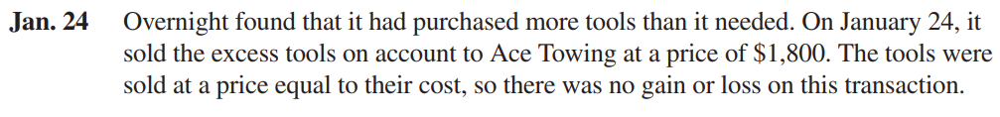 Jan. 24 Overnight found that it had purchased more tools than it needed. On January 24, it
sold the excess tools on account to Ace Towing at a price of $1,800. The tools were
sold at a price equal to their cost, so there was no gain or loss on this transaction.